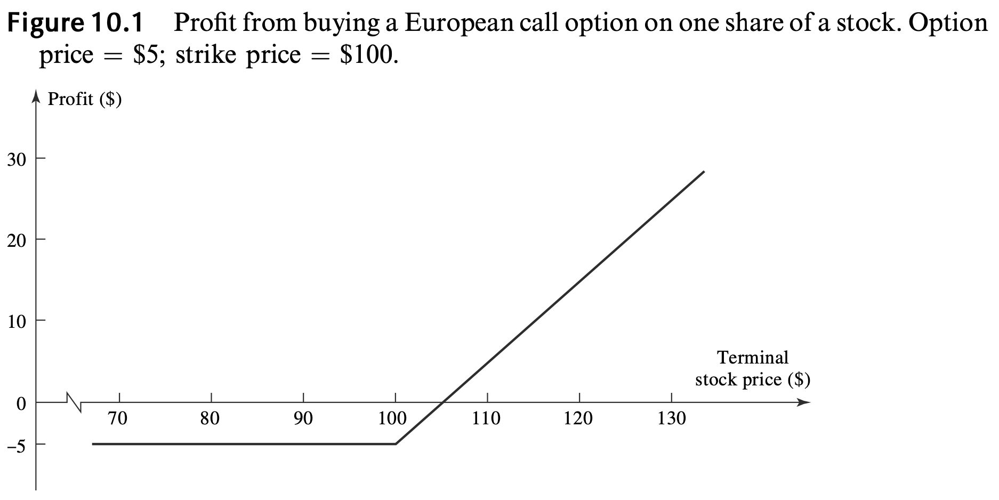 Figure 10.1 Profit from buying a European call option on one share of a stock. Option
price = $5; strike price = $100.
Profit ($)
30
20
10
Terminal
stock price ($)
0
70 80 90 100 110 120 130
–5